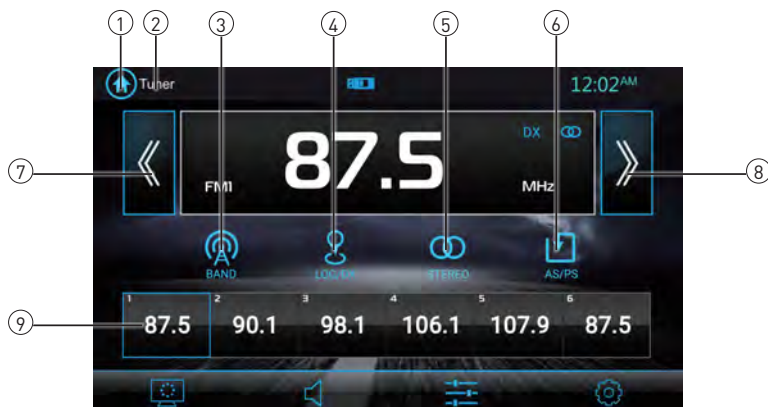 1 2 3 4 5 6
Tuner 12:02AM
DX
7 87.5 8
FM1 MHz
BAND LOC/DX STEREO AS/PS
1 2 3 4 5 6
9 87.5 90.1 98.1 106.1 107.9 87.5